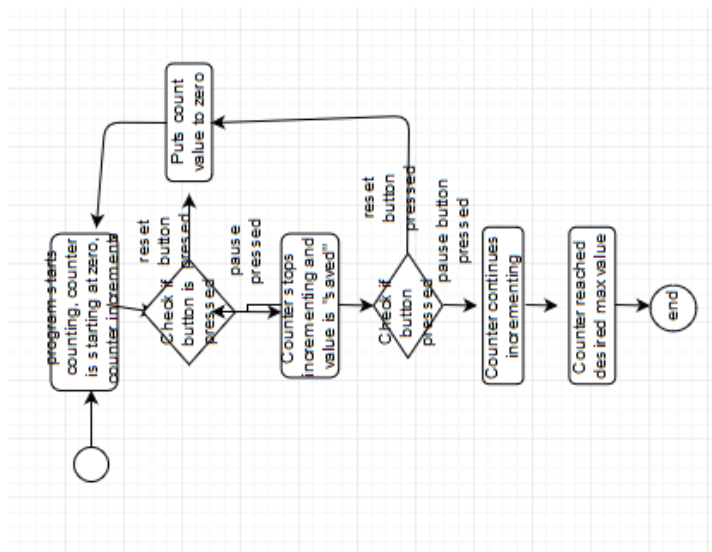 program starts
counting, counter
is starting at zero,
counter increments
reset
button
pressed
Check if
button is
pressed
Puts count
value to zero
pause
pressed
Counter stops
incrementing and
value is "saved"
reset
button
pressed
Check if
button
pressed
pause button
pressed
Counter continues
incrementing
Counter reached
desired max value
end